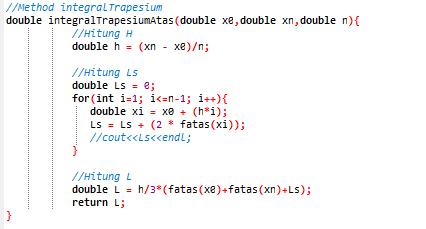 //Method integralTrapesium
double integralTrapesiumAtas(double x0,double xn,double n){
//Hitung H
double h = (xn - x0)/n;
//Hitung Ls
double Ls = 0;
for(int i=1; i<=n-1; i++){
double xi = x0 + (h*i);
Ls = Ls + (2 * fatas(xi));
//cout<<Ls<<endl;
}
//Hitung L
double L = h/3*(fatas(x0)+fatas(xn)+Ls);
return L;
}